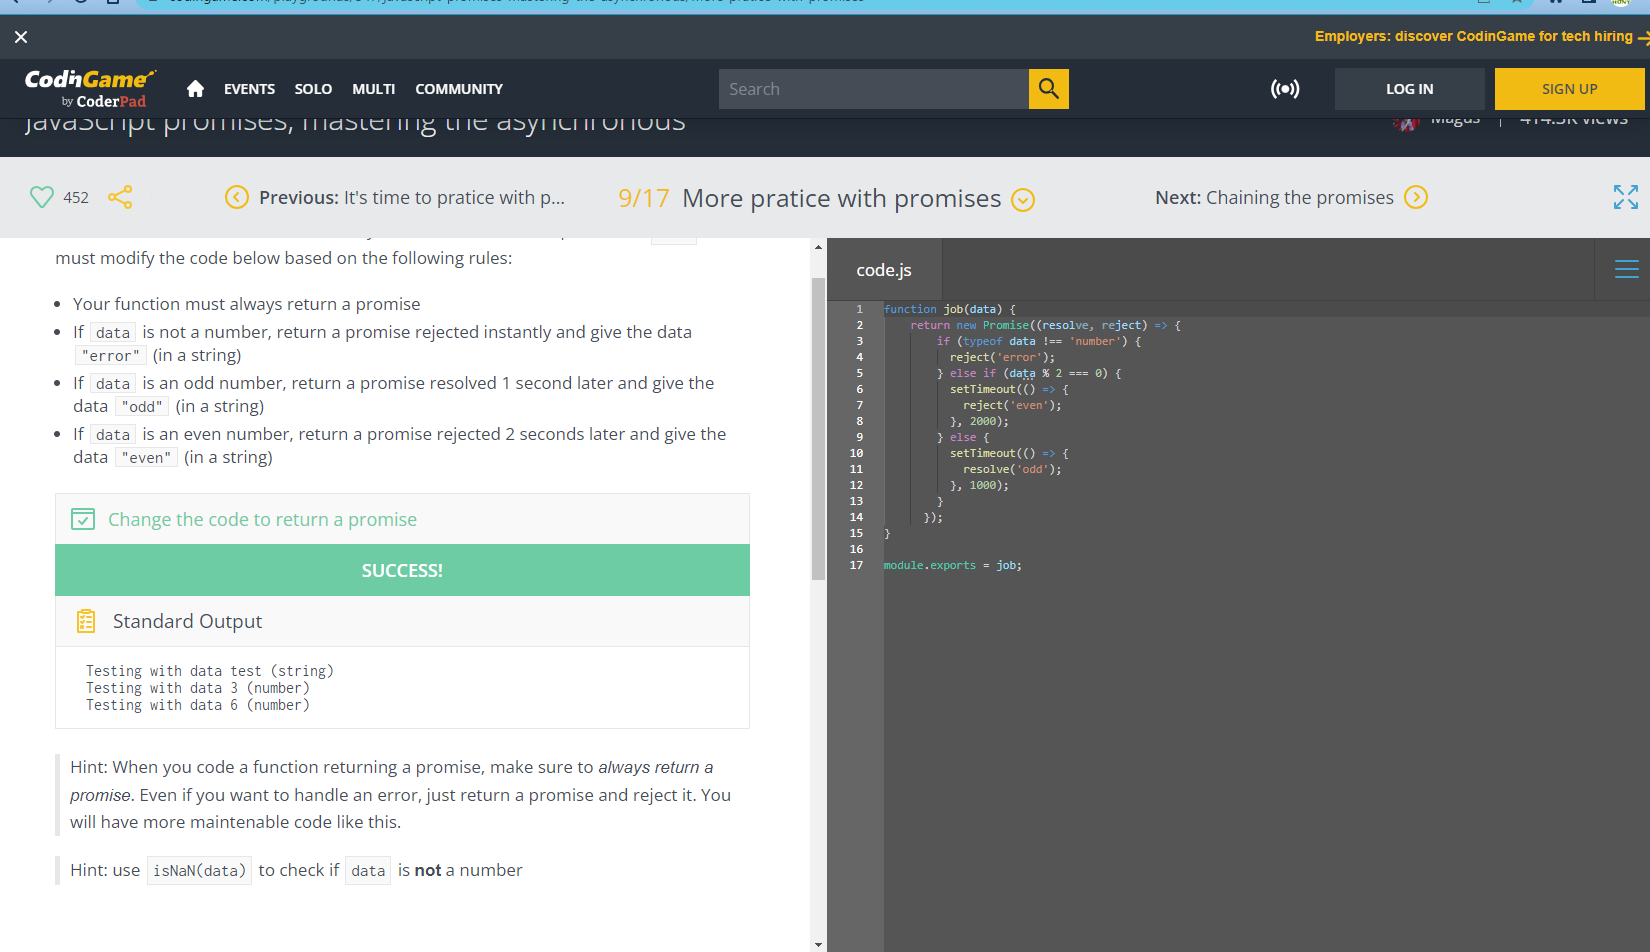 Employers: discover CodinGame for tech hiring
CodinGame
by CoderPad
EVENTS SOLO MULTI COMMUNITY
Search
LOG IN
SIGN UP
JavaScript promises, mastering the asynchronous
Magus | 414.3K views
452
Previous: It's time to pratice with p...
9/17 More pratice with promises
Next: Chaining the promises
must modify the code below based on the following rules:
Your function must always return a promise
If data is not a number, return a promise rejected instantly and give the data
"error" (in a string)
If data is an odd number, return a promise resolved 1 second later and give the
data "odd" (in a string)
If data is an even number, return a promise rejected 2 seconds later and give the
data "even" (in a string)
Change the code to return a promise
SUCCESS!
Standard Output
Testing with data test (string)
Testing with data 3 (number)
Testing with data 6 (number)
Hint: When you code a function returning a promise, make sure to always return a
promise. Even if you want to handle an error, just return a promise and reject it. You
will have more maintenable code like this.
Hint: use isNaN(data) to check if data is not a number
code.js
1 function job(data) {
2 return new Promise((resolve, reject) => {
3 if (typeof data !== 'number') {
4 reject('error');
5 } else if (data % 2 === 0) {
6 setTimeout(() => {
7 reject('even');
8 }, 2000);
9 } else {
10 setTimeout(() => {
11 resolve('odd');
12 }, 1000);
13 }
14 });
15 }
16
17 module.exports = job;